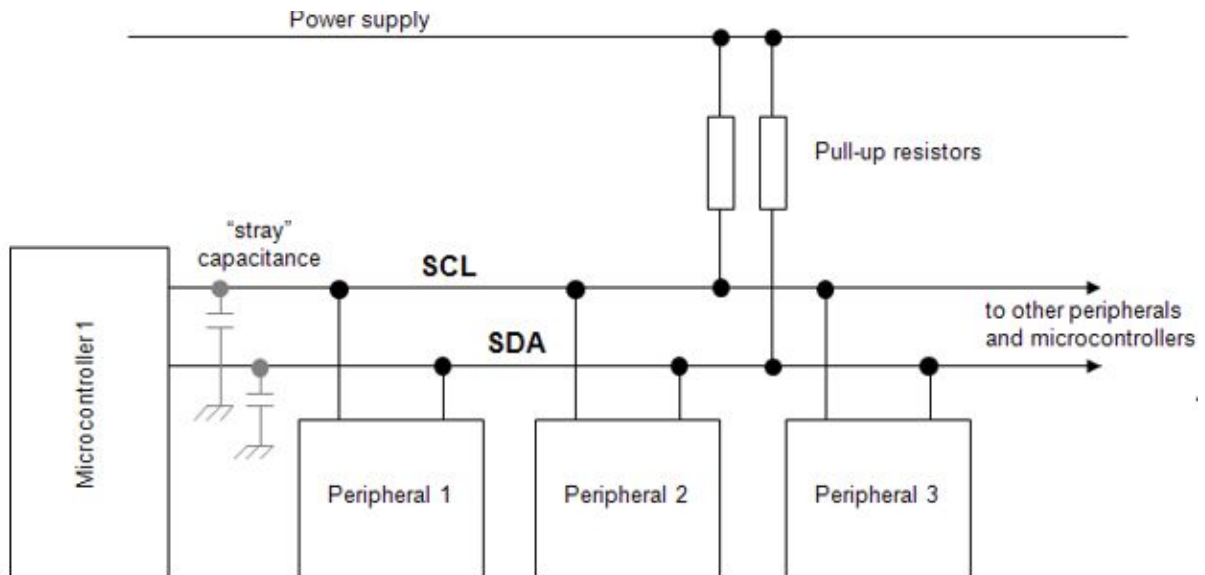 Power supply
Pull-up resistors
“stray”
capacitance
SCL
to other peripherals
and microcontrollers
SDA
Microcontroller 1
Peripheral 1
Peripheral 2
Peripheral 3